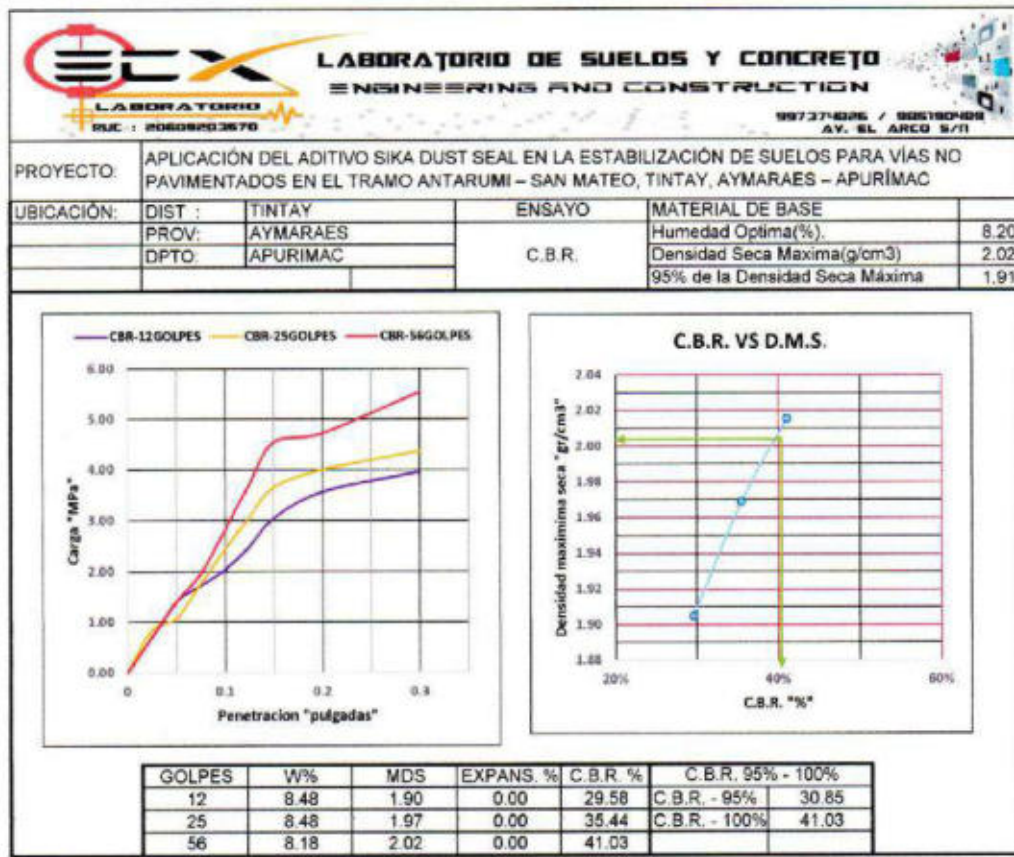 ECX
LABORATORIO
RUC : 20609203570
LABORATORIO DE SUELOS Y CONCRETO
ENGINEERING AND CONSTRUCTION
AV. EL ARCO S/N
PROYECTO: APLICACIÓN DEL ADITIVO SIKA DUST SEAL EN LA ESTABILIZACIÓN DE SUELOS PARA VÍAS NO
PAVIMENTADOS EN EL TRAMO ANTARUMI – SAN MATEO, TINTAY, AYMARAES – APURÍMAC
UBICACIÓN: DIST : TINTAY ENSAYO MATERIAL DE BASE
PROV: AYMARAES Humedad Optima(%). 8.20
DPTO: APURIMAC C.B.R. Densidad Seca Maxima(g/cm3) 2.02
95% de la Densidad Seca Máxima 1.91
CBR-12GOLPES CBR-25GOLPES CBR-56GOLPES
6.00
5.00
4.00
3.00
2.00
1.00
0.00
Carga "MPa"
0 0.1 0.2 0.3
Penetracion "pulgadas"
C.B.R. VS D.M.S.
2.04
2.02
2.00
1.98
1.96
1.94
1.92
1.90
1.88
Densidad maximima seca "gr/cm3"
20% 40% 60%
C.B.R. "%"
GOLPES W% MDS EXPANS. % C.B.R. % C.B.R. 95% - 100%
12 8.48 1.90 0.00 29.58 C.B.R. - 95% 30.85
25 8.48 1.97 0.00 35.44 C.B.R. - 100% 41.03
56 8.18 2.02 0.00 41.03